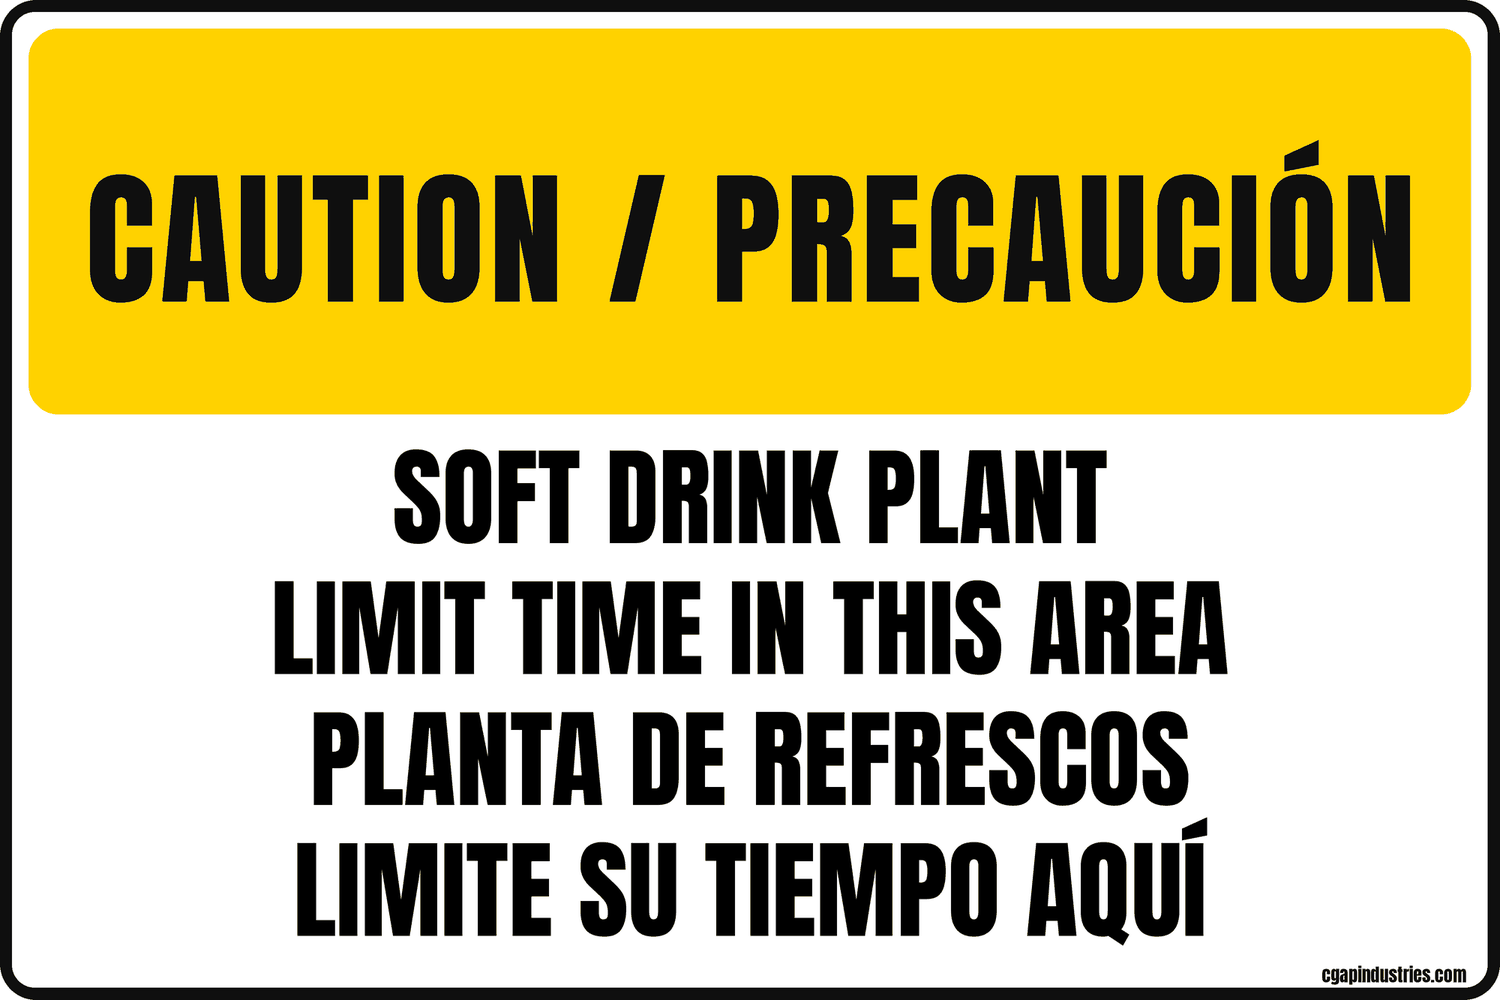 CAUTION / PRECAUCIÓN
SOFT DRINK PLANT
LIMIT TIME IN THIS AREA
PLANTA DE REFRESCOS
LIMITE SU TIEMPO AQUÍ
cgapindustries.com